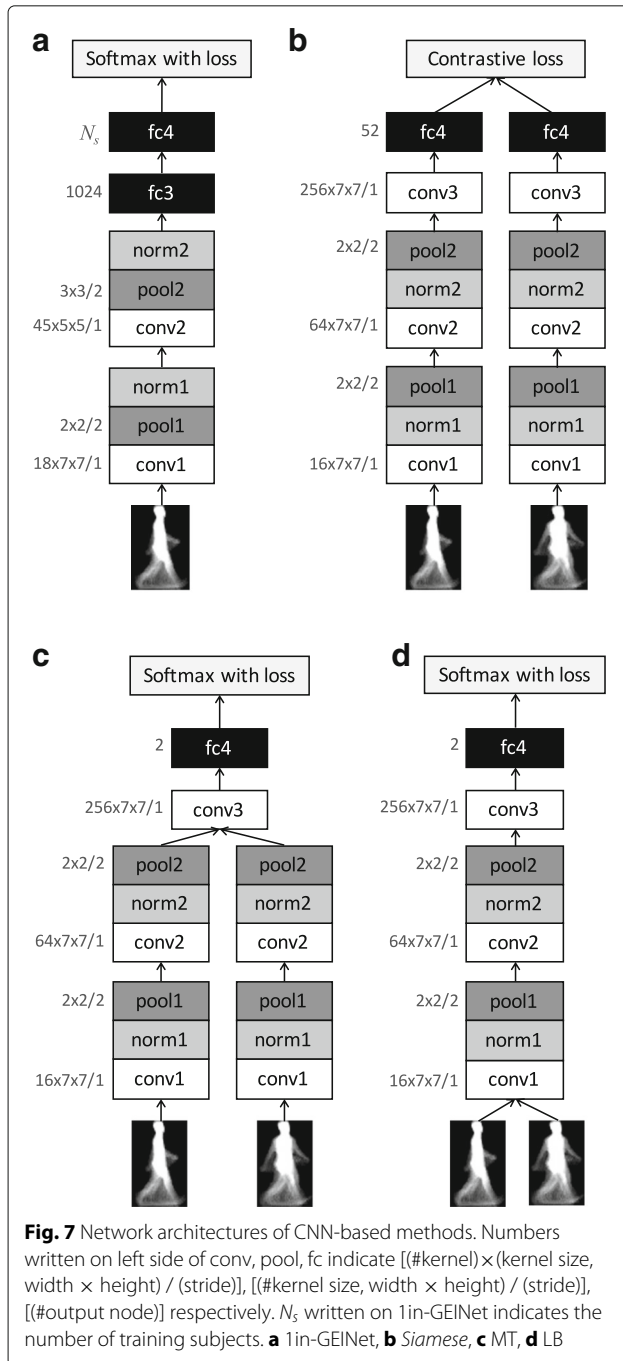 a
Softmax with loss
N_s fc4
1024 fc3
norm2
3x3/2 pool2
45x5x5/1 conv2
norm1
2x2/2 pool1
18x7x7/1 conv1
b
Contrastive loss
52 fc4 fc4
256x7x7/1 conv3 conv3
2x2/2 pool2 pool2
norm2 norm2
64x7x7/1 conv2 conv2
2x2/2 pool1 pool1
norm1 norm1
16x7x7/1 conv1 conv1
c
Softmax with loss
2 fc4
256x7x7/1 conv3
2x2/2 pool2 pool2
norm2 norm2
64x7x7/1 conv2 conv2
2x2/2 pool1 pool1
norm1 norm1
16x7x7/1 conv1 conv1
d
Softmax with loss
2 fc4
256x7x7/1 conv3
2x2/2 pool2
norm2
64x7x7/1 conv2
2x2/2 pool1
norm1
16x7x7/1 conv1
Fig. 7 Network architectures of CNN-based methods. Numbers
written on left side of conv, pool, fc indicate [(#kernel)×(kernel size,
width × height) / (stride)], [(#kernel size, width × height) / (stride)],
[(#output node)] respectively. N_s written on 1in-GEINet indicates the
number of training subjects. a 1in-GEINet, b Siamese, c MT, d LB